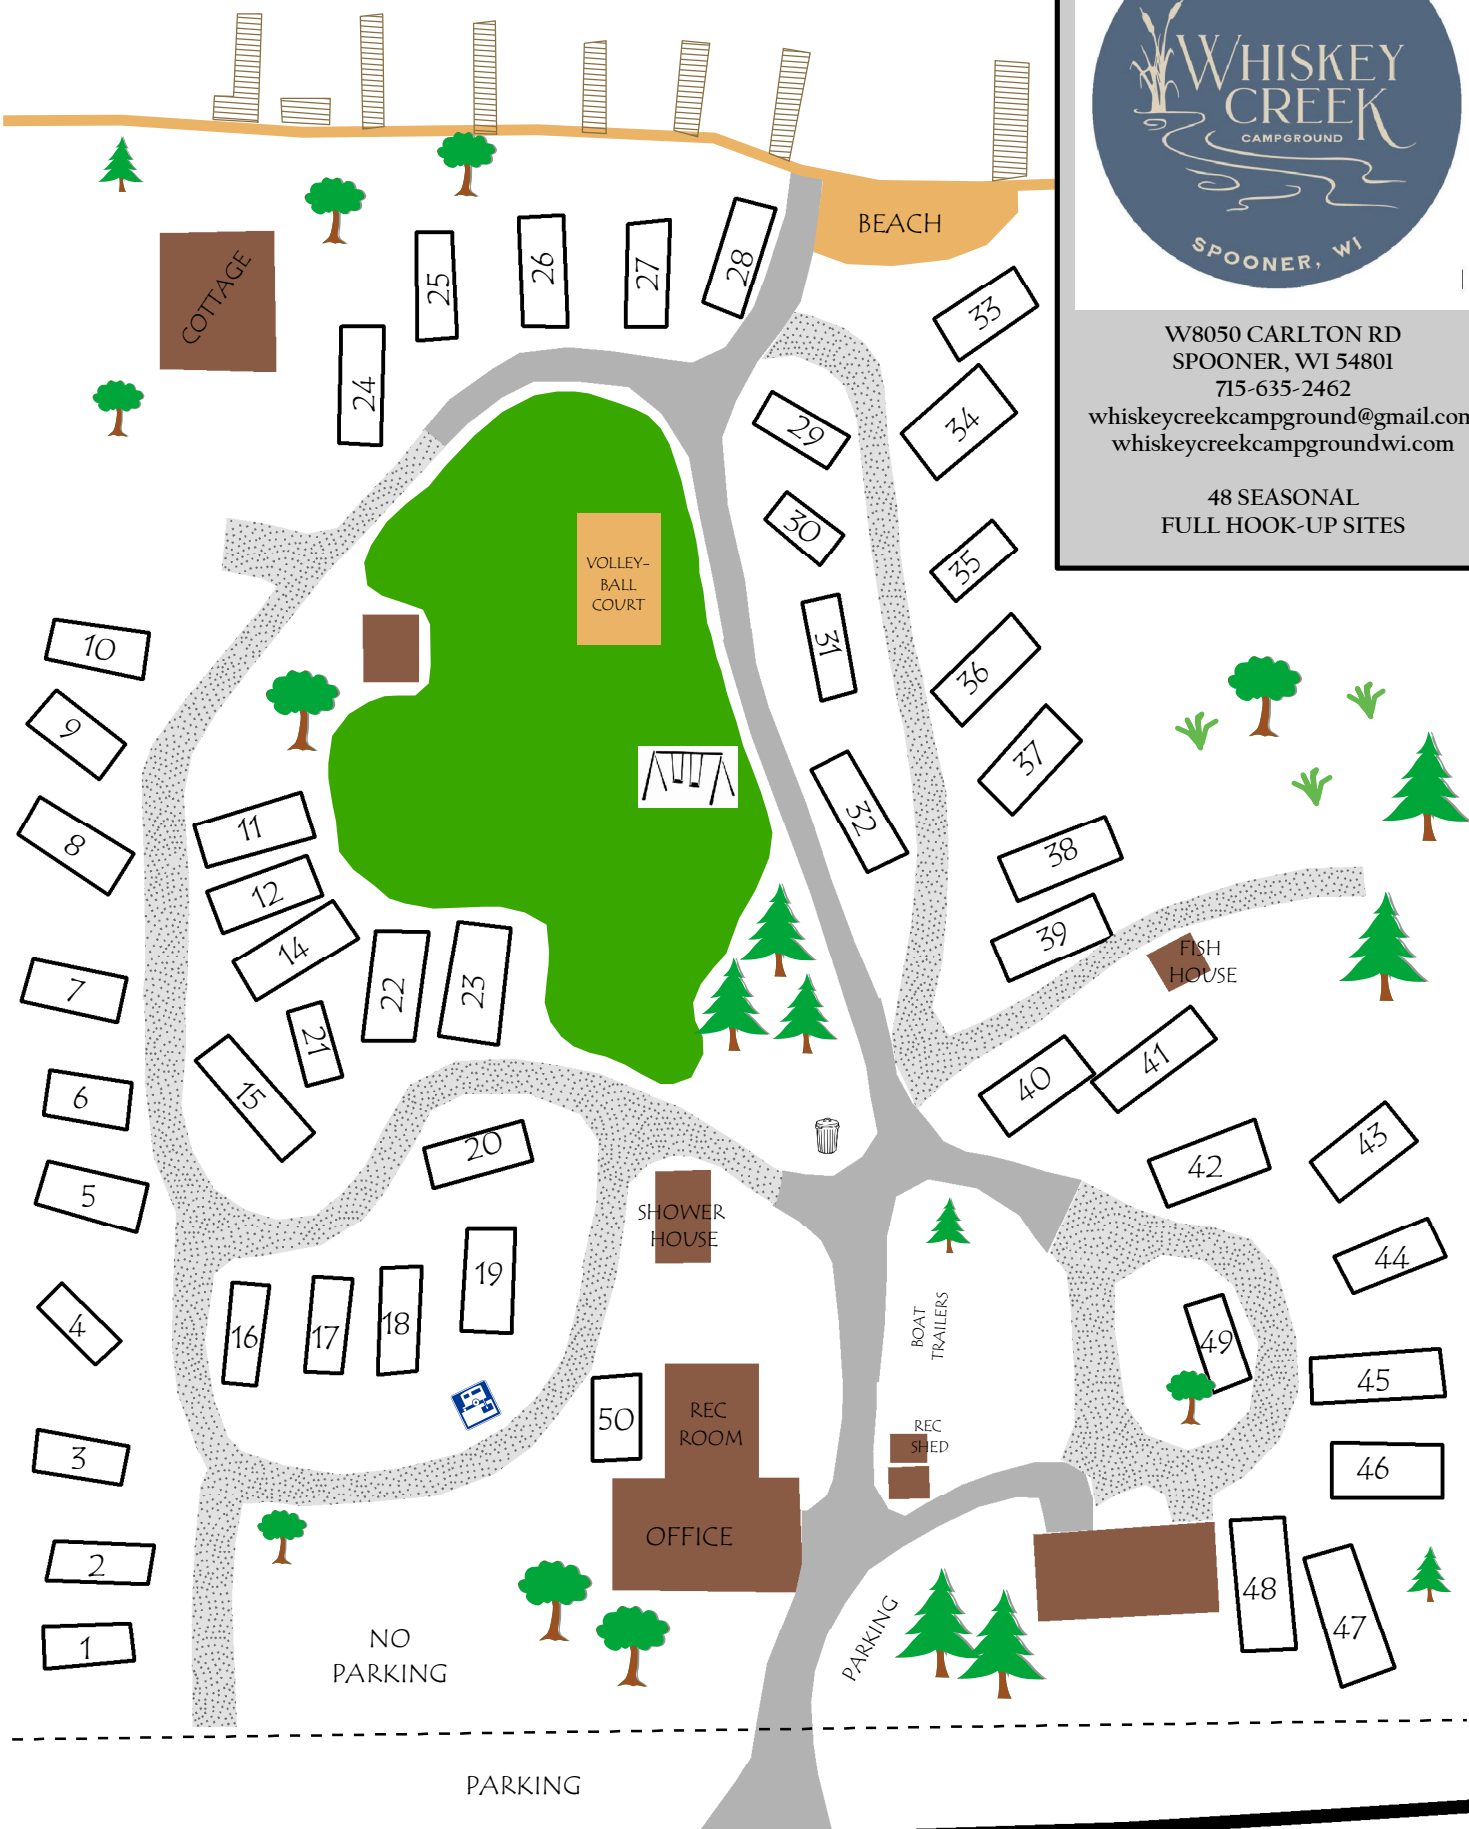 WHISKEY
CREEK
CAMPGROUND
SPOONER, WI
W8050 CARLTON RD
SPOONER, WI 54801
715-635-2462
whiskeycreekcampground@gmail.com
whiskeycreekcampgroundwi.com
48 SEASONAL
FULL HOOK-UP SITES
BEACH
COTTAGE
28
27
26
25
24
33
34
29
30
35
VOLLEY-
BALL
COURT
31
36
10
9
37
32
8
11
38
12
39
14
FISH
HOUSE
7
22
23
21
15
40
41
6
20
42
43
5
SHOWER
HOUSE
44
19
4
16
17
18
BOAT
TRAILERS
49
45
50
REC
ROOM
REC
SHED
3
46
OFFICE
2
48
47
1
NO
PARKING
PARKING
PARKING